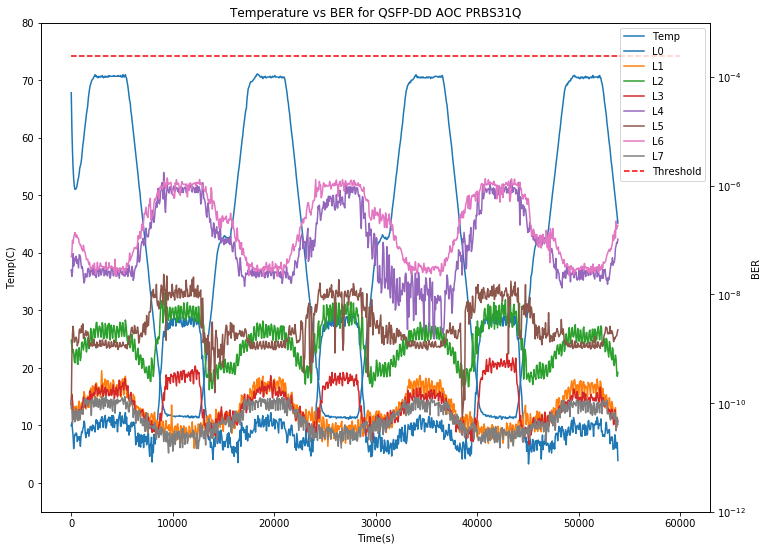 Temperature vs BER for QSFP-DD AOC PRBS31Q
80
70
60
50
40
30
20
10
0
Temp(C)
Temp
L0
L1
L2
L3
L4
L5
L6
L7
Threshold
10⁻⁴
10⁻⁶
10⁻⁸
10⁻¹⁰
10⁻¹²
BER
0
10000
20000
30000
40000
50000
60000
Time(s)